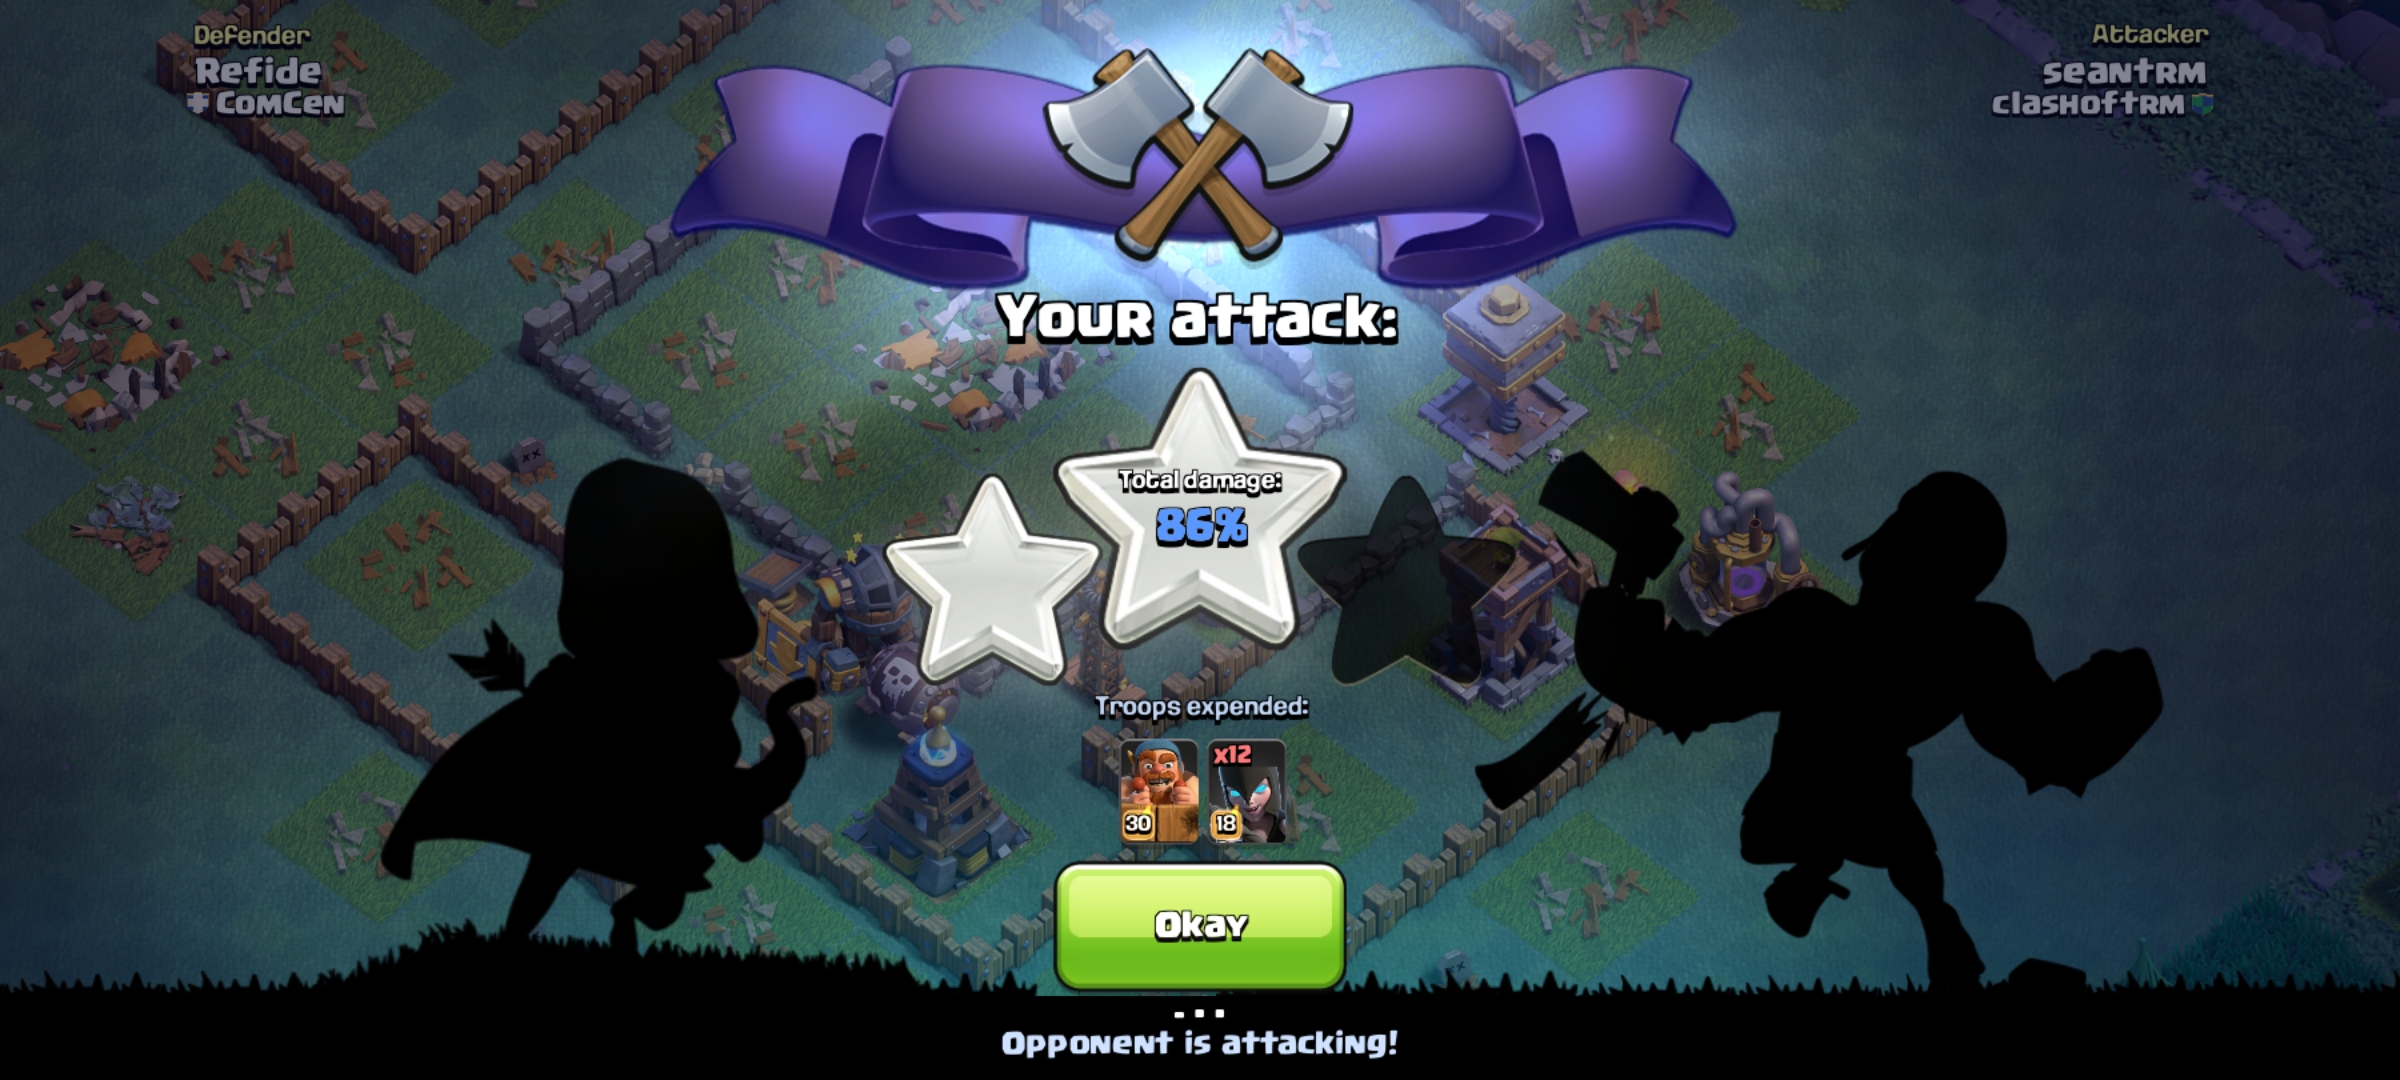 Defender
Refide
ComCen
Attacker
seantRM
clashoftRM
Your attack:
Total damage:
86%
Troops expended:
x12
30
18
Okay
...
Opponent is attacking!